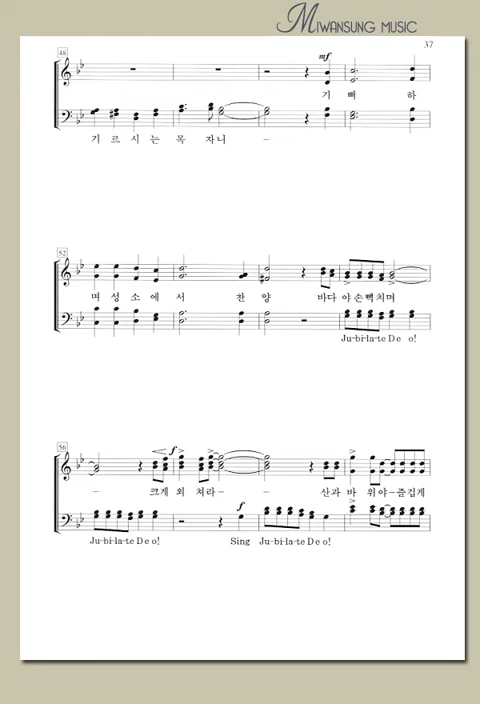 MIWANSUNG MUSIC
37
48
mf
기 뻐 하
기 르 시 는 목 자니 -
52
며 성 소 에 서 찬 양 바다 야 손 뼉 치며
Ju-bi-la-te De o!
56
f
- 크게 외 쳐라- - 산과 바 위야-즐겁게
f
Ju-bi-la-te De o! Sing Ju-bi-la-te De o!